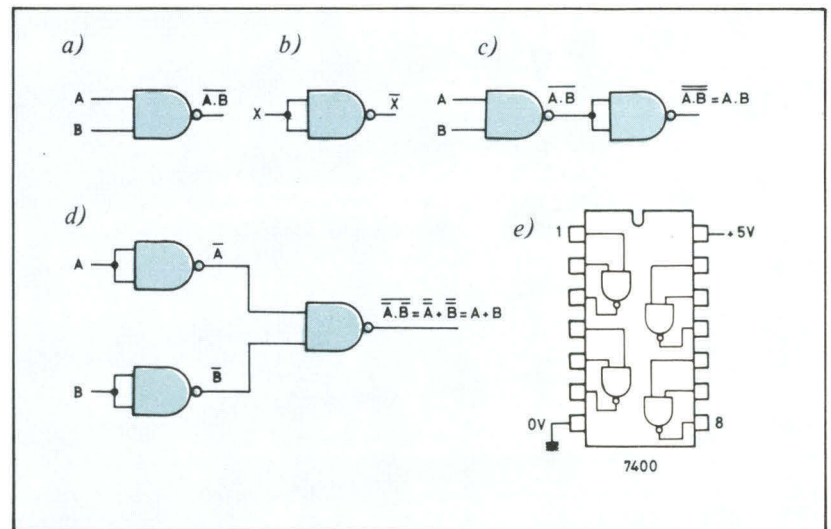 a)
A
B
A̅.̅B̅
b)
X
X̅
c)
A
B
A̅.̅B̅
A̿.̿B̿ = A.B
d)
A
A̅
B
B̅
A̿.̅B̿ = A̿ + B̿ = A + B
e)
1
+5V
0V
8
7400